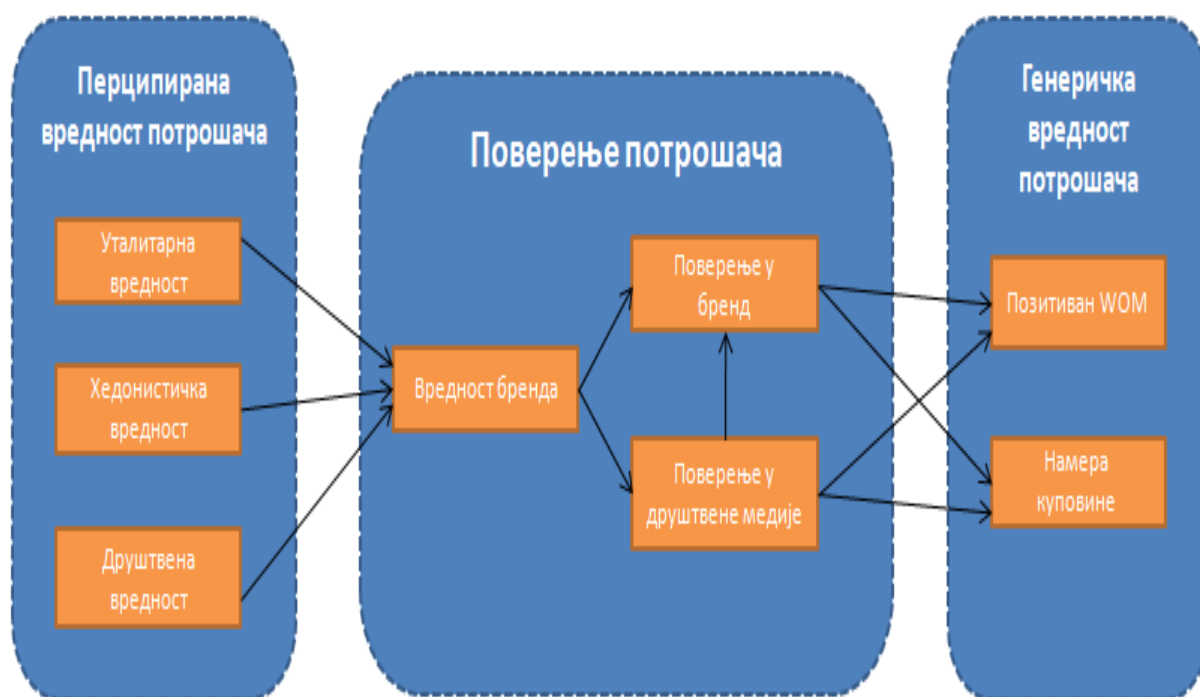 Перципирана
вредност потрошача
Уталитарна
вредност
Хедонистичка
вредност
Друштвена
вредност
Поверење потрошача
Вредност бренда
Поверење у
бренд
Поверење у
друштвене медије
Генеричка
вредност
потрошача
Позитиван WOM
Намера
куповине